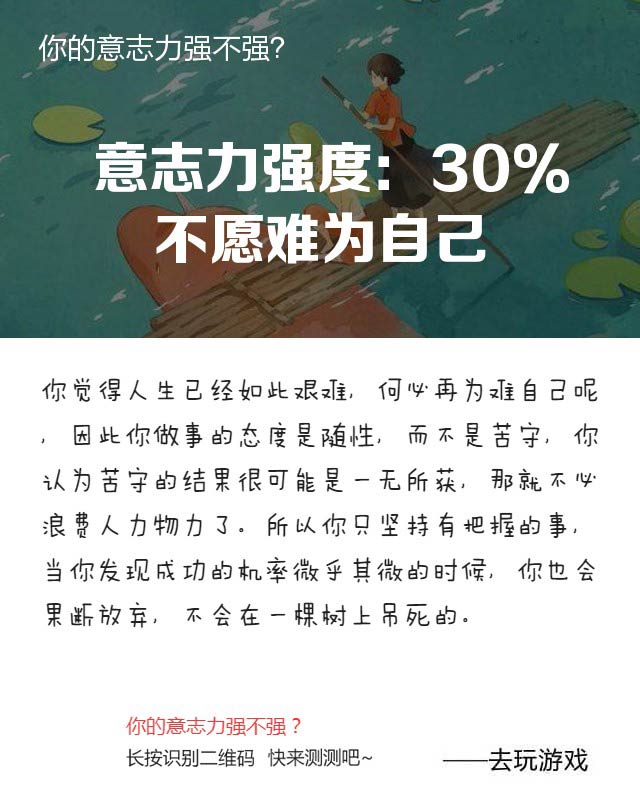 你的意志力强不强?
意志力强度: 30%
不愿难为自己
你觉得人生已经如此艰难, 何必再为难自己呢
, 因此你做事的态度是随性, 而不是苦守, 你
认为苦守的结果很可能是一无所获, 那就不必
浪费人力物力了。所以你只坚持有把握的事,
当你发现成功的机率微乎其微的时候, 你也会
果断放弃, 不会在一棵树上吊死的。
你的意志力强不强？
长按识别二维码 快来测测吧~
——去玩游戏